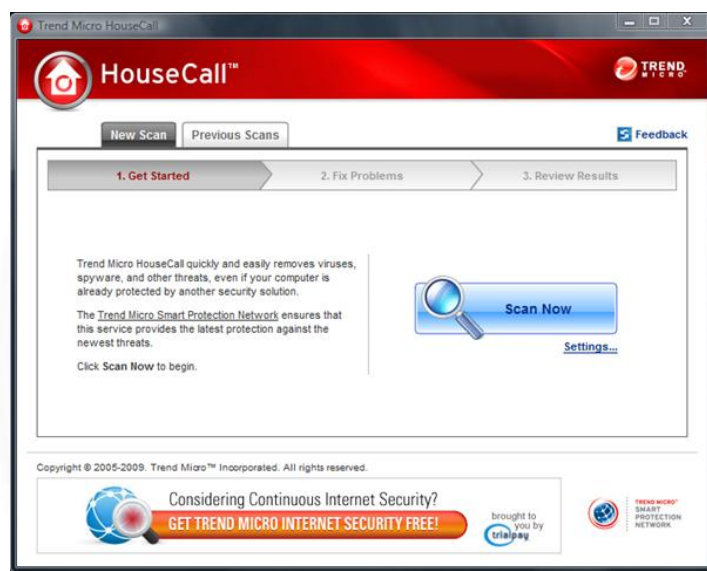 Trend Micro HouseCall
HouseCall™
TREND
MICRO
New Scan
Previous Scans
Feedback
1. Get Started
2. Fix Problems
3. Review Results
Trend Micro HouseCall quickly and easily removes viruses,
spyware, and other threats, even if your computer is
already protected by another security solution.
The Trend Micro Smart Protection Network ensures that
this service provides the latest protection against the
newest threats.
Click Scan Now to begin.
Scan Now
Settings...
Copyright © 2005-2009. Trend Micro™ Incorporated. All rights reserved.
Considering Continuous Internet Security?
GET TREND MICRO INTERNET SECURITY FREE!
brought to
you by
trialpay
TREND MICRO™
SMART
PROTECTION
NETWORK